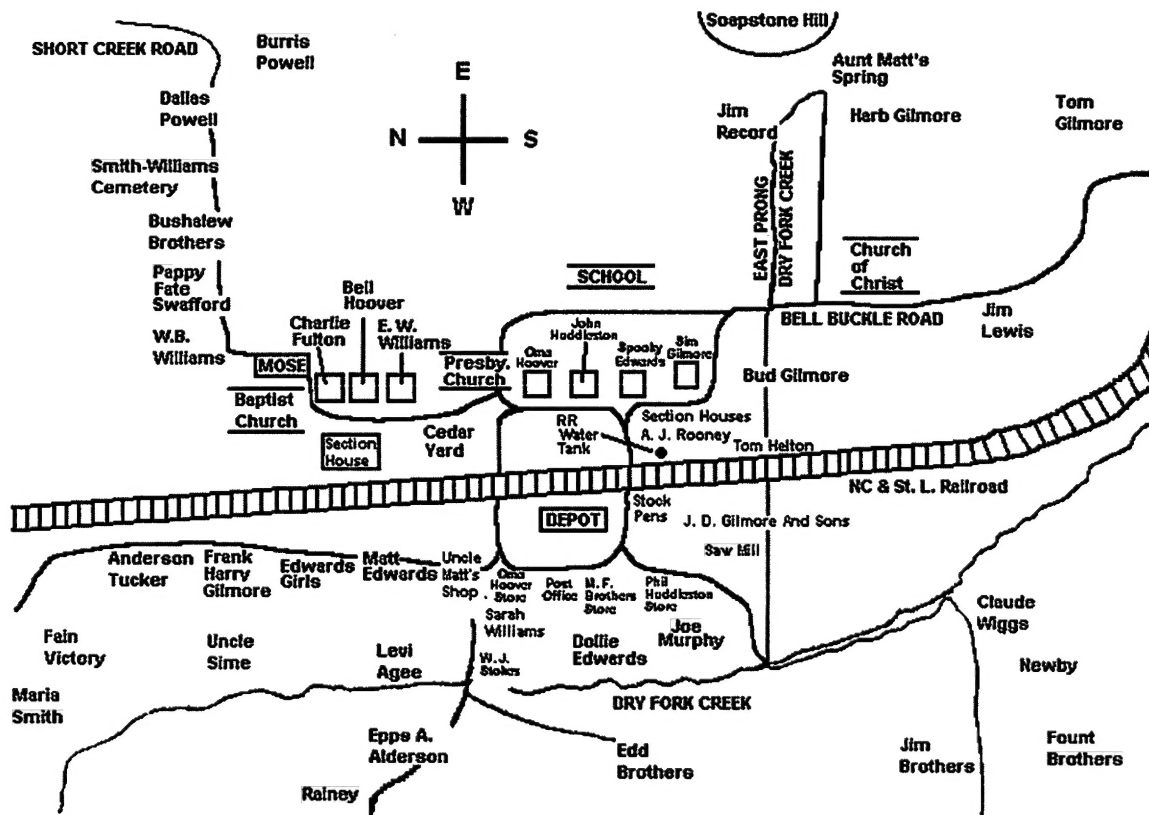 Soapstone Hill
SHORT CREEK ROAD
Burris
Powell
Aunt Matt's
Spring
E
N
S
W
Dallas
Powell
Jim
Record
Harb Gilmore
Tom
Gilmore
Smith-Williams
Cemetery
EAST PRONG
DRY FORK CREEK
Bushalew
Brothers
Church
of
Christ
Pappy
Fate
Swafford
SCHOOL
Bell
Hoover
BELL BUCKLE ROAD
Jim
Lewis
W.B.
Williams
Charlie
Fulton
E. W.
Williams
John
Huddleston
Oma
Hoover
Spooky
Edwards
Sim
Gilmore
MOSE
Presby.
Church
Bud Gilmore
Baptist
Church
Section
House
Cedar
Yard
RR
Water
Tank
Section Houses
A. J. Rooney
Tom Helton
NC & St. L. Railroad
DEPOT
Stock
Pens
J. D. Gilmore And Sons
Saw Mill
Anderson
Tucker
Frank
Harry
Gilmore
Edwards
Girls
Matt
Edwards
Uncle
Matt's
Shop
Oma
Hoover
Store
Post
Office
M. F.
Brothers
Store
Phil
Huddleston
Store
Sarah
Williams
Dollie
Edwards
Joe
Murphy
Claude
Wiggs
Fain
Victory
Uncle
Sime
Levi
Agee
W.J.
Stokes
Newby
Maria
Smith
DRY FORK CREEK
Epps A.
Alderson
Edd
Brothers
Jim
Brothers
Fount
Brothers
Rainey